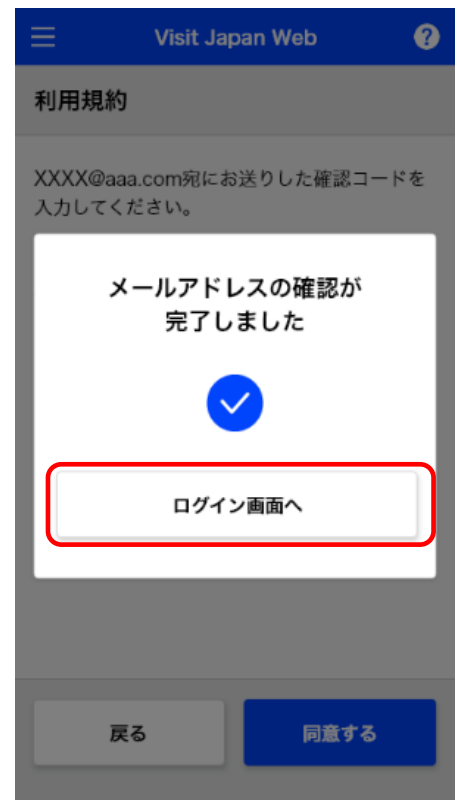 Visit Japan Web
?
利用規約
XXXX@aaa.com宛にお送りした確認コードを
入力してください。
メールアドレスの確認が
完了しました
ログイン画面へ
戻る
同意する